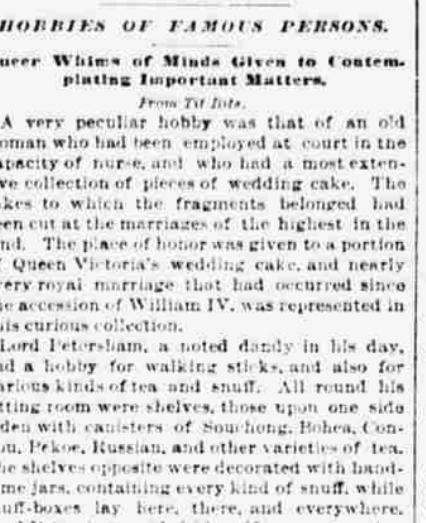 HOBBIES OF FAMOUS PERSONS.
ueer Whims of Minds Given to Contem-
plating Important Matters.
From Tit Bits.
A very peculiar hobby was that of an old
oman who had been employed at court in the
apacity of nurse, and who had a most exten-
ve collection of pieces of wedding cake. The
akes to which the fragments belonged had
een cut at the marriages of the highest in the
nd. The place of honor was given to a portion
f Queen Victoria's wedding cake, and nearly
very royal marriage that had occurred since
he accession of William IV. was represented in
his curious collection.
Lord Petersham, a noted dandy in his day,
ad a hobby for walking sticks, and also for
arious kinds of tea and snuff. All round his
tting room were shelves, those upon one side
den with canisters of Souchong, Bohea, Con-
ou, Pekoe, Russian, and other varieties of tea.
he shelves opposite were decorated with hand-
me jars, containing every kind of snuff, while
uff-boxes lay here, there, and everywhere.